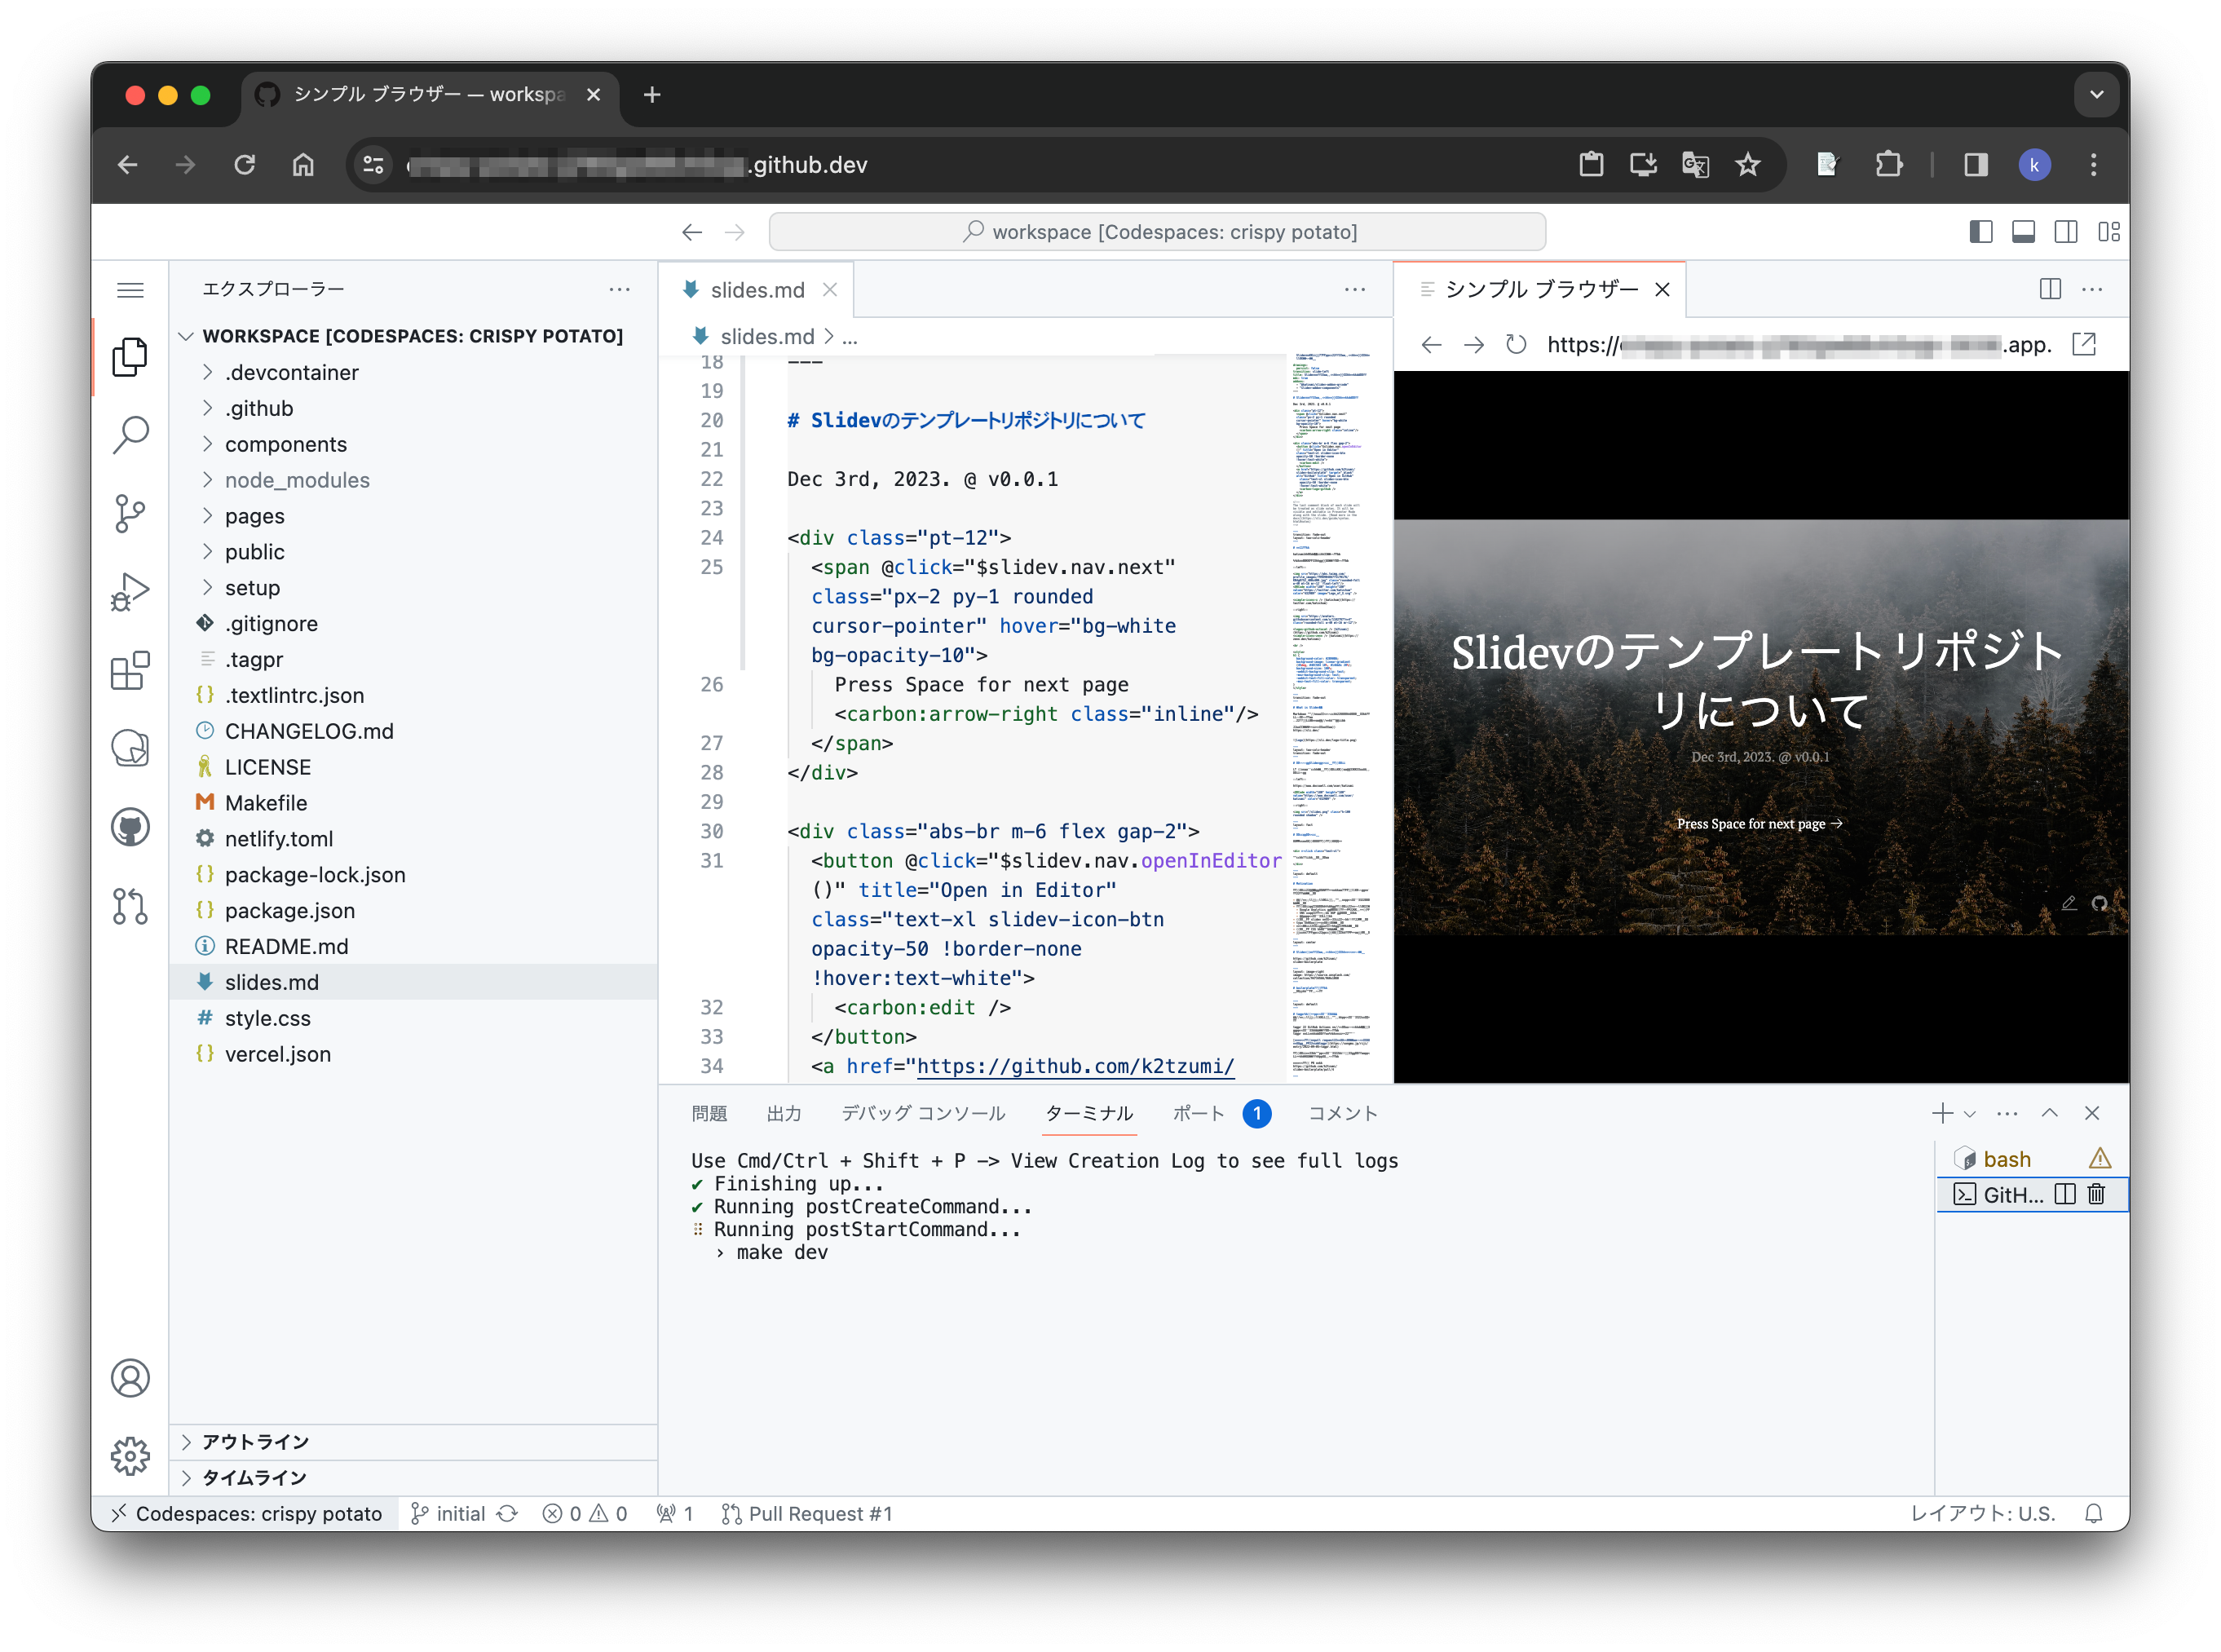 シンプル ブラウザー — workspa
.github.dev
k
workspace [Codespaces: crispy potato]
エクスプローラー
WORKSPACE [CODESPACES: CRISPY POTATO]
.devcontainer
.github
components
node_modules
pages
public
setup
.gitignore
.tagpr
.textlintrc.json
CHANGELOG.md
LICENSE
Makefile
netlify.toml
package-lock.json
package.json
README.md
slides.md
style.css
vercel.json
アウトライン
タイムライン
slides.md
slides.md > ...
18 ---
19
20 # Slidevのテンプレートリポジトリについて
21
22 Dec 3rd, 2023. @ v0.0.1
23
24 <div class="pt-12">
25 <span @click="$slidev.nav.next"
class="px-2 py-1 rounded
cursor-pointer" hover="bg-white
bg-opacity-10">
26 Press Space for next page
<carbon:arrow-right class="inline"/>
27 </span>
28 </div>
29
30 <div class="abs-br m-6 flex gap-2">
31 <button @click="$slidev.nav.openInEditor
()" title="Open in Editor"
class="text-xl slidev-icon-btn
opacity-50 !border-none
!hover:text-white">
32 <carbon:edit />
33 </button>
34 <a href="https://github.com/k2tzumi/
シンプル ブラウザー
https://
.app.
Slidevのテンプレートリポジト
リについて
Dec 3rd, 2023. @ v0.0.1
Press Space for next page →
問題 出力 デバッグ コンソール ターミナル ポート 1 コメント
Use Cmd/Ctrl + Shift + P -> View Creation Log to see full logs
✔ Finishing up...
✔ Running postCreateCommand...
⠿ Running postStartCommand...
› make dev
bash
GitH...
Codespaces: crispy potato initial 0 0 1 Pull Request #1
レイアウト: U.S.